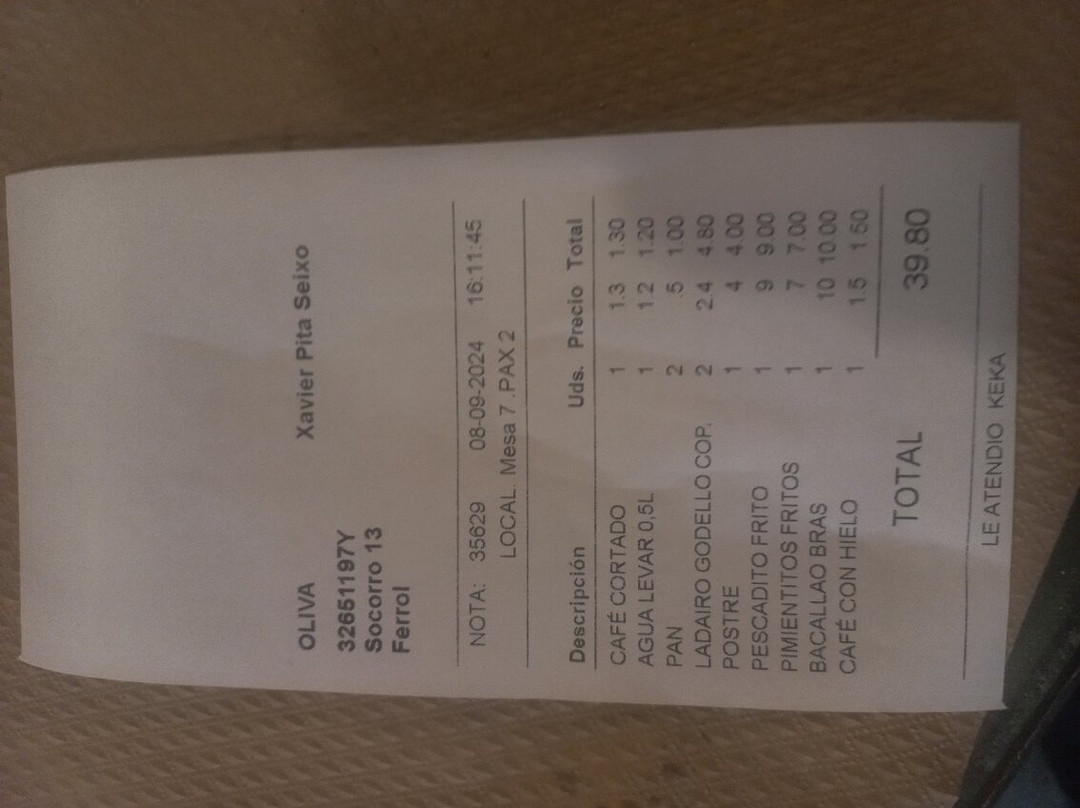 OLIVA Xavier Pita Seixo
32651197Y
Socorro 13
Ferrol
NOTA: 35629 08-09-2024 16:11:45
LOCAL. Mesa 7 .PAX 2
Descripción Uds. Precio Total
CAFÉ CORTADO 1 1.3 1.30
AGUA LEVAR 0,5L 1 1.2 1.20
PAN 2 .5 1.00
LADAIRO GODELLO COP. 2 2.4 4.80
POSTRE 1 4 4.00
PESCADITO FRITO 1 9 9.00
PIMIENTITOS FRITOS 1 7 7.00
BACALLAO BRAS 1 10 10.00
CAFÉ CON HIELO 1 1.5 1.50
TOTAL 39.80
LE ATENDIO KEKA